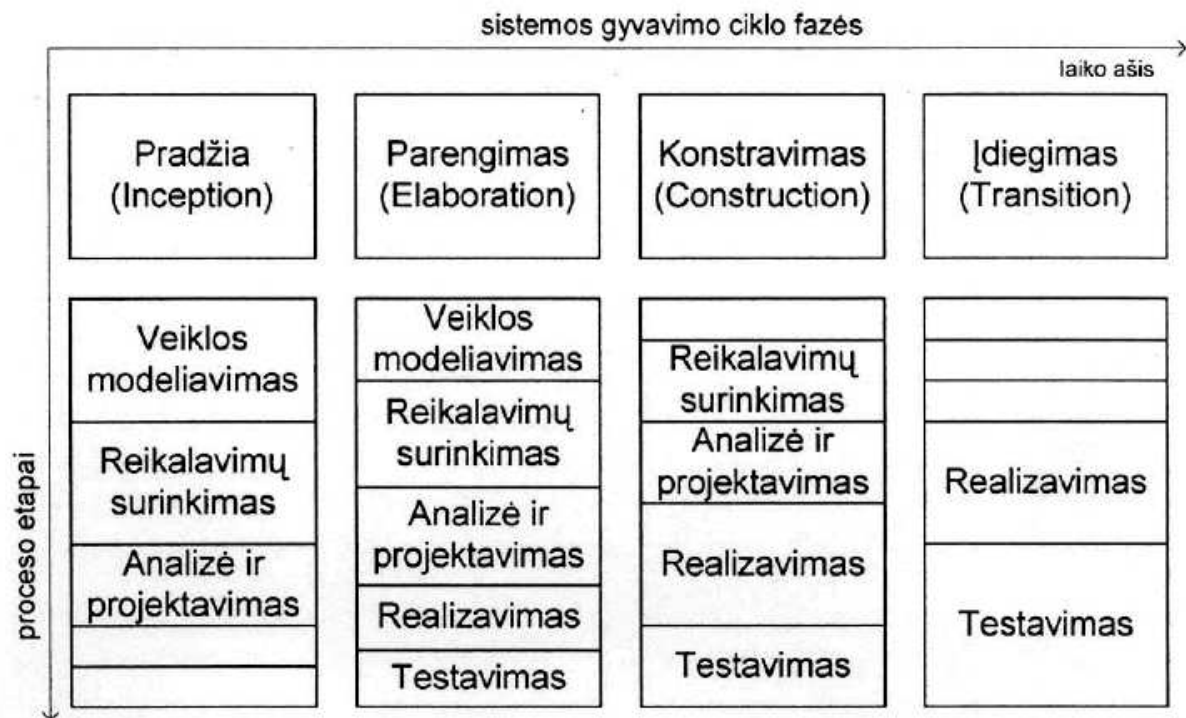 sistemos gyvavimo ciklo fazės
laiko ašis
proceso etapai
Pradžia
(Inception)
Parengimas
(Elaboration)
Konstravimas
(Construction)
Įdiegimas
(Transition)
Veiklos
modeliavimas
Reikalavimų
surinkimas
Analizė ir
projektavimas
Veiklos
modeliavimas
Reikalavimų
surinkimas
Analizė ir
projektavimas
Realizavimas
Testavimas
Reikalavimų
surinkimas
Analizė ir
projektavimas
Realizavimas
Testavimas
Realizavimas
Testavimas